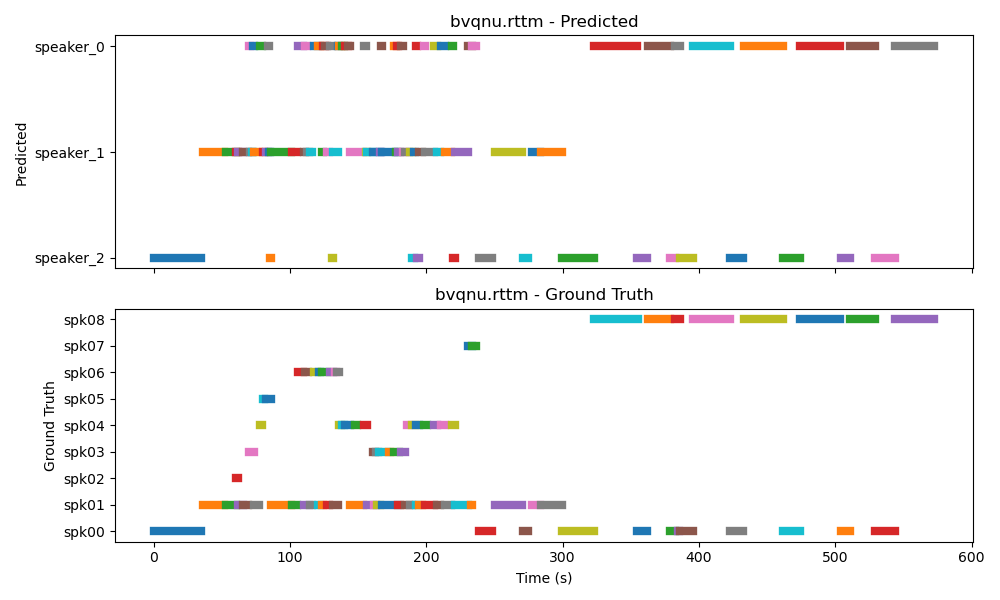 bvqnu.rttm - Predicted
speaker_0
speaker_1
speaker_2
Predicted
bvqnu.rttm - Ground Truth
spk08
spk07
spk06
spk05
spk04
spk03
spk02
spk01
spk00
Ground Truth
0 100 200 300 400 500 600
Time (s)